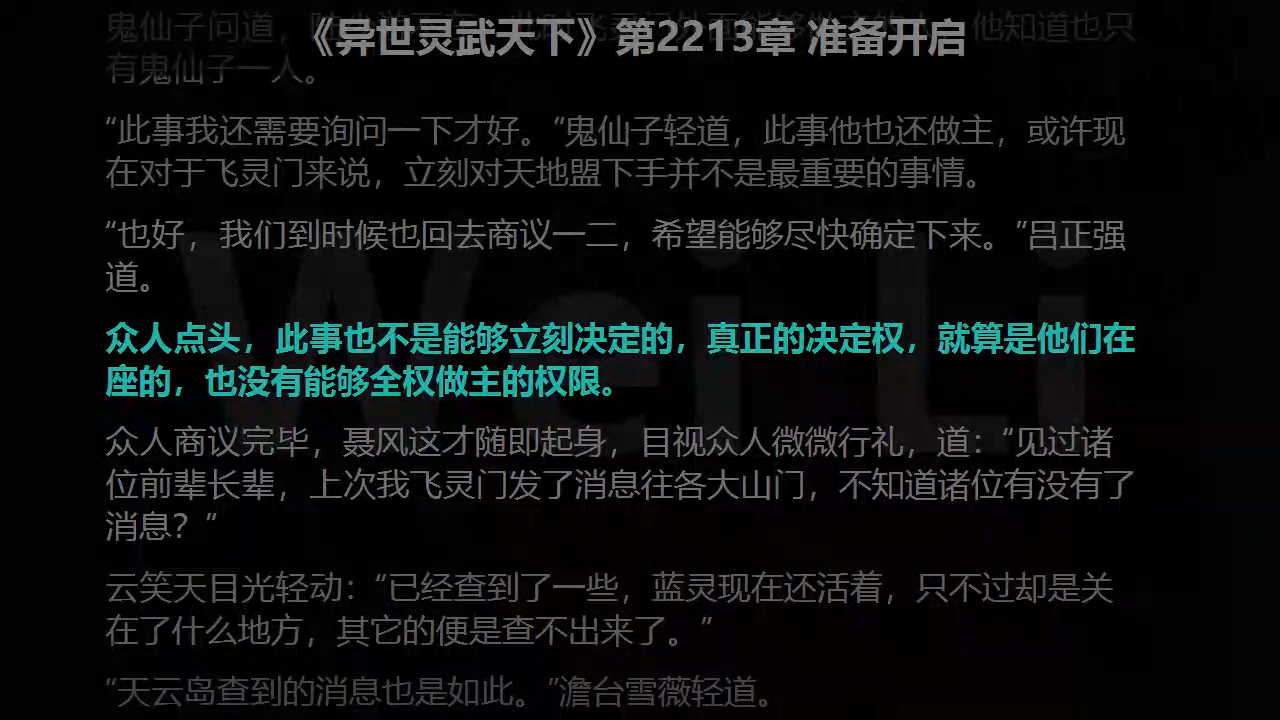 《异世灵武天下》第2213章 准备开启
鬼仙子问道，
他知道也只
有鬼仙子一人。
“此事我还需要询问一下才好。”鬼仙子轻道，此事他也还做主，或许现
在对于飞灵门来说，立刻对天地盟下手并不是最重要的事情。
“也好，我们到时候也回去商议一二，希望能够尽快确定下来。”吕正强
道。
众人点头，此事也不是能够立刻决定的，真正的决定权，就算是他们在
座的，也没有能够全权做主的权限。
众人商议完毕，聂风这才随即起身，目视众人微微行礼，道：“见过诸
位前辈长辈，上次我飞灵门发了消息往各大山门，不知道诸位有没有了
消息？”
云笑天目光轻动：“已经查到了一些，蓝灵现在还活着，只不过却是关
在了什么地方，其它的便是查不出来了。”
“天云岛查到的消息也是如此。”澹台雪薇轻道。
Wei Li